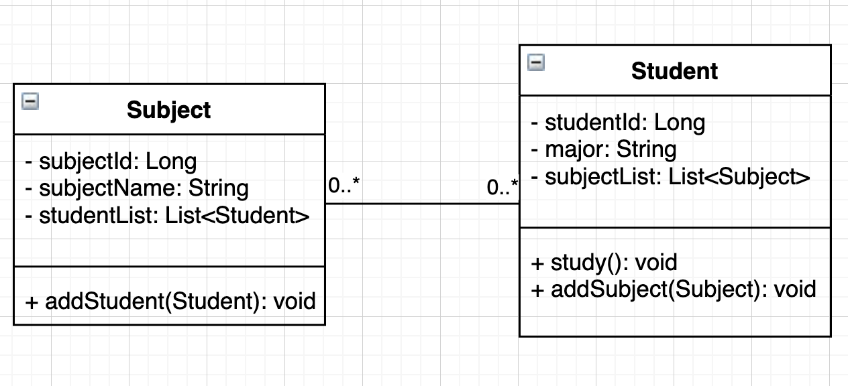 Subject
- subjectId: Long
- subjectName: String
- studentList: List<Student>
+ addStudent(Student): void
0..*
0..*
Student
- studentId: Long
- major: String
- subjectList: List<Subject>
+ study(): void
+ addSubject(Subject): void